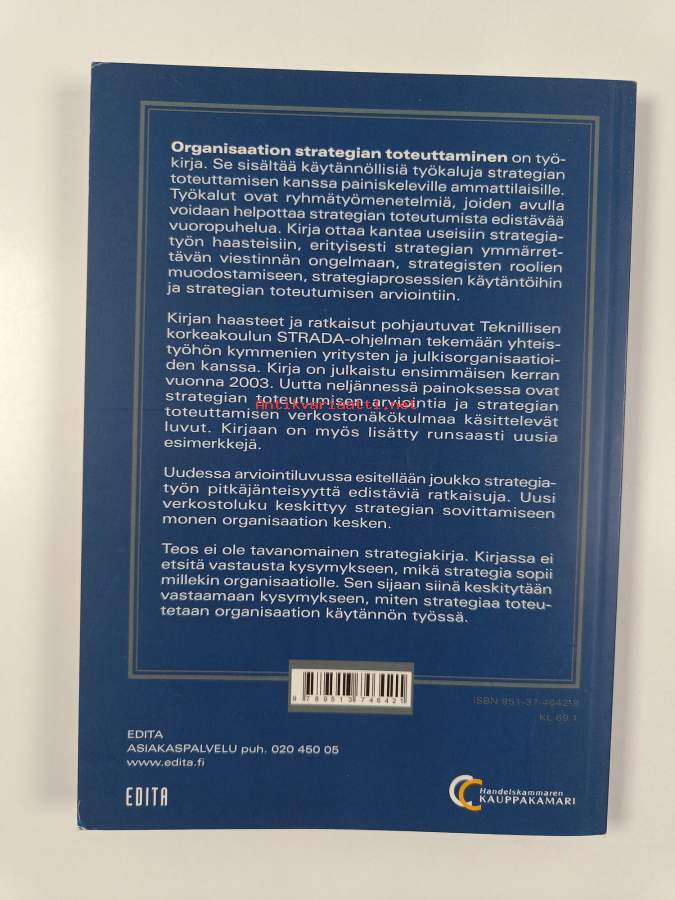 Organisaation strategian toteuttaminen on työ-
kirja. Se sisältää käytännöllisiä työkaluja strategian
toteuttamisen kanssa painiskeleville ammattilaisille.
Työkalut ovat ryhmätyömenetelmiä, joiden avulla
voidaan helpottaa strategian toteutumista edistävää
vuoropuhelua. Kirja ottaa kantaa useisiin strategia-
työn haasteisiin, erityisesti strategian ymmärret-
tävän viestinnän ongelmaan, strategisten roolien
muodostamiseen, strategiaprosessien käytäntöihin
ja strategian toteutumisen arviointiin.
Kirjan haasteet ja ratkaisut pohjautuvat Teknillisen
korkeakoulun STRADA-ohjelman tekemään yhteis-
työhön kymmenien yritysten ja julkisorganisaatioi-
den kanssa. Kirja on julkaistu ensimmäisen kerran
vuonna 2003. Uutta neljännessä painoksessa ovat
strategian toteutumisen arviointia ja strategian
Antikvariaatti.net
toteuttamisen verkostonäkökulmaa käsittelevät
luvut. Kirjaan on myös lisätty runsaasti uusia
esimerkkejä.
Uudessa arviointiluvussa esitellään joukko strategia-
työn pitkäjänteisyyttä edistäviä ratkaisuja. Uusi
verkostoluku keskittyy strategian sovittamiseen
monen organisaation kesken.
Teos ei ole tavanomainen strategiakirja. Kirjassa ei
etsitä vastausta kysymykseen, mikä strategia sopii
millekin organisaatiolle. Sen sijaan siinä keskitytään
vastaamaan kysymykseen, miten strategiaa toteu-
tetaan organisaation käytännön työssä.
9 789513 746421
ISBN 951-37-4642-9
KL 69.1
EDITA
ASIAKASPALVELU puh. 020 450 05
www.edita.fi
EDITA
Handelskammaren
KAUPPAKAMARI